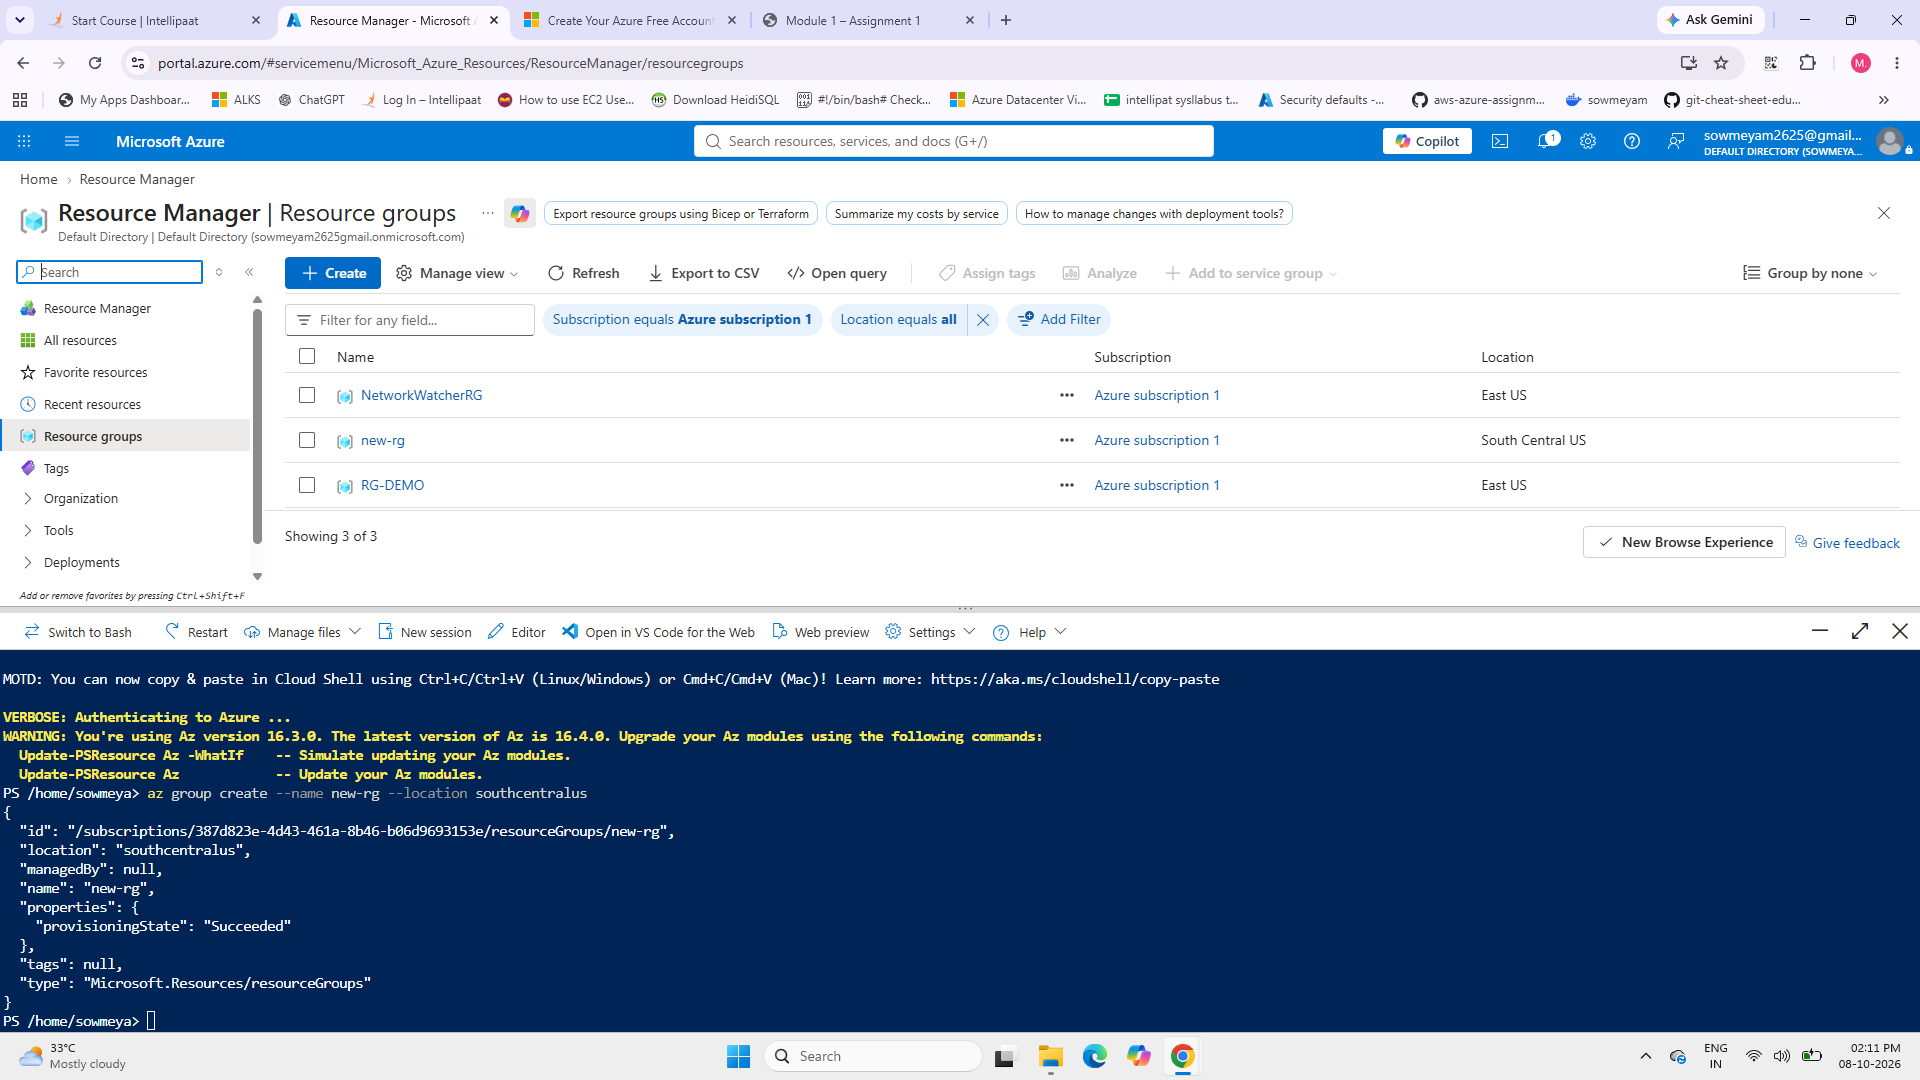 Start Course | Intellipaat
Resource Manager - Microsoft A
Create Your Azure Free Account
Module 1 – Assignment 1
Ask Gemini
portal.azure.com/#servicemenu/Microsoft_Azure_Resources/ResourceManager/resourcegroups
M.
My Apps Dashboar...
ALKS
ChatGPT
Log In – Intellipaat
How to use EC2 Use...
Download HeidiSQL
#!/bin/bash# Check...
Azure Datacenter Vi...
intellipat sysllabus t...
Security defaults -...
aws-azure-assignm...
sowmeyam
git-cheat-sheet-edu...
Microsoft Azure
Search resources, services, and docs (G+/)
Copilot
1
sowmeyam2625@gmail...
DEFAULT DIRECTORY (SOWMEYA...
Home
Resource Manager
Resource Manager | Resource groups
Default Directory | Default Directory (sowmeyam2625gmail.onmicrosoft.com)
Export resource groups using Bicep or Terraform
Summarize my costs by service
How to manage changes with deployment tools?
Search
Create
Manage view
Refresh
Export to CSV
Open query
Assign tags
Analyze
Add to service group
Group by none
Resource Manager
All resources
Favorite resources
Recent resources
Resource groups
Tags
Organization
Tools
Deployments
Add or remove favorites by pressing Ctrl+Shift+F
Filter for any field...
Subscription equals Azure subscription 1
Location equals all
Add Filter
Name Subscription Location
NetworkWatcherRG Azure subscription 1 East US
new-rg Azure subscription 1 South Central US
RG-DEMO Azure subscription 1 East US
Showing 3 of 3
New Browse Experience
Give feedback
Switch to Bash
Restart
Manage files
New session
Editor
Open in VS Code for the Web
Web preview
Settings
Help
MOTD: You can now copy & paste in Cloud Shell using Ctrl+C/Ctrl+V (Linux/Windows) or Cmd+C/Cmd+V (Mac)! Learn more: https://aka.ms/cloudshell/copy-paste
VERBOSE: Authenticating to Azure ...
WARNING: You're using Az version 16.3.0. The latest version of Az is 16.4.0. Upgrade your Az modules using the following commands:
Update-PSResource Az -WhatIf -- Simulate updating your Az modules.
Update-PSResource Az -- Update your Az modules.
PS /home/sowmeya> az group create --name new-rg --location southcentralus
{
"id": "/subscriptions/387d823e-4d43-461a-8b46-b06d9693153e/resourceGroups/new-rg",
"location": "southcentralus",
"managedBy": null,
"name": "new-rg",
"properties": {
"provisioningState": "Succeeded"
},
"tags": null,
"type": "Microsoft.Resources/resourceGroups"
}
PS /home/sowmeya>
33°C
Mostly cloudy
Search
ENG
IN
02:11 PM
08-10-2026